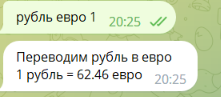 рубль евро 1 20:25
Переводим рубль в евро
1 рубль = 62.46 евро 20:25